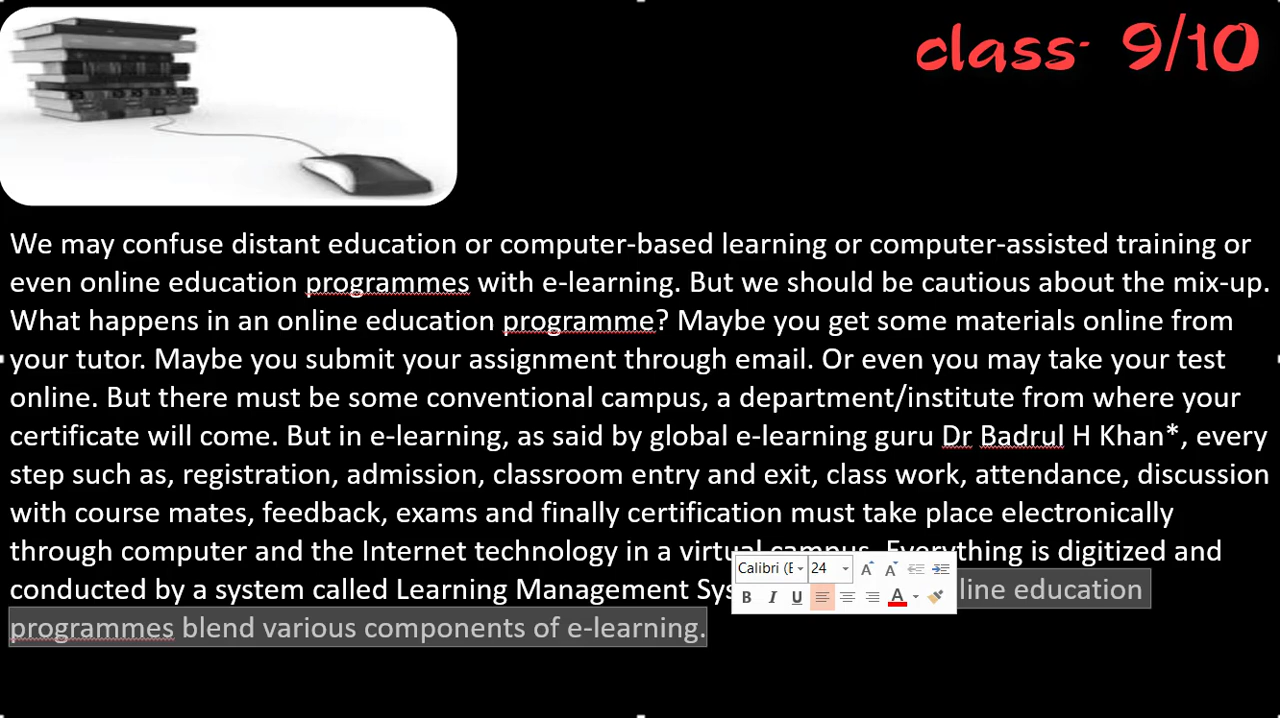 class- 9/10
We may confuse distant education or computer-based learning or computer-assisted training or
even online education programmes with e-learning. But we should be cautious about the mix-up.
What happens in an online education programme? Maybe you get some materials online from
your tutor. Maybe you submit your assignment through email. Or even you may take your test
online. But there must be some conventional campus, a department/institute from where your
certificate will come. But in e-learning, as said by global e-learning guru Dr Badrul H Khan*, every
step such as, registration, admission, classroom entry and exit, class work, attendance, discussion
with course mates, feedback, exams and finally certification must take place electronically
through computer and the Internet technology in a virtual campus. Everything is digitized and
Calibri (E 24 A A
conducted by a system called Learning Management Sys line education
B I U A
programmes blend various components of e-learning.